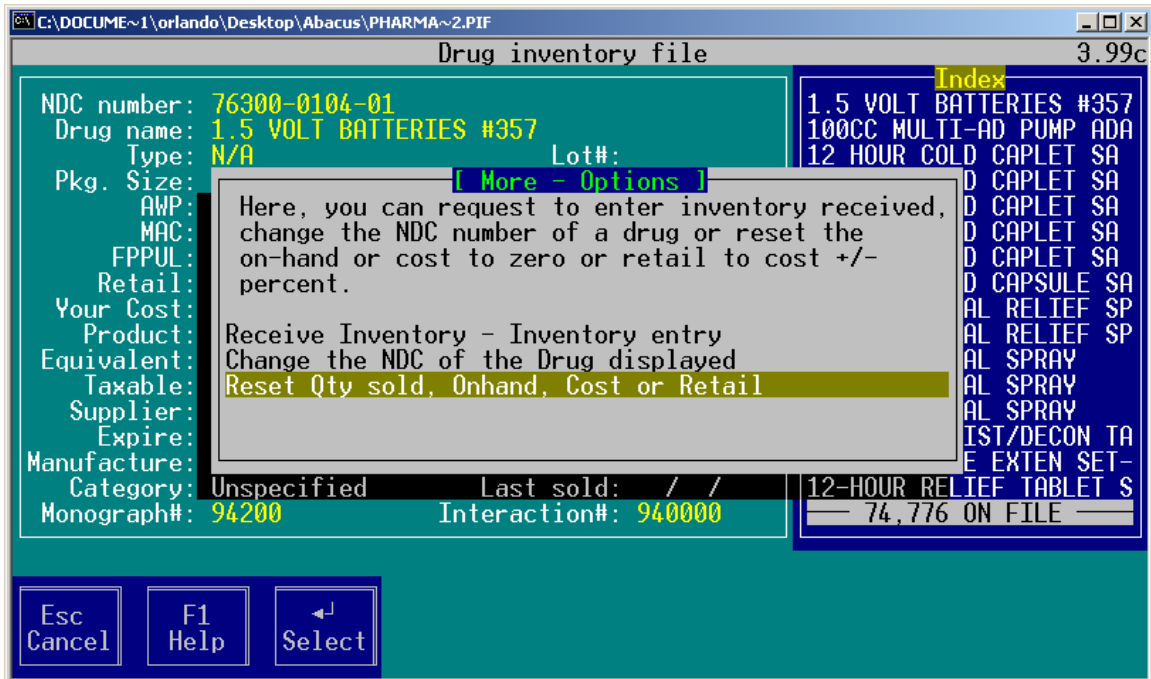 C:\DOCUME~1\orlando\Desktop\Abacus\PHARMA~2.PIF
Drug inventory file 3.99c
NDC number: 76300-0104-01
Drug name: 1.5 VOLT BATTERIES #357
Type: N/A Lot#:
Pkg. Size:
AWP:
MAC:
FPPUL:
Retail:
Your Cost:
Product:
Equivalent:
Taxable:
Supplier:
Expire:
Manufacture:
Category: Unspecified Last sold: / /
Monograph#: 94200 Interaction#: 940000
[ More - Options ]
Here, you can request to enter inventory received,
change the NDC number of a drug or reset the
on-hand or cost to zero or retail to cost +/-
percent.
Receive Inventory - Inventory entry
Change the NDC of the Drug displayed
Reset Qty sold, Onhand, Cost or Retail
Index
1.5 VOLT BATTERIES #357
100CC MULTI-AD PUMP ADA
12 HOUR COLD CAPLET SA
D CAPLET SA
D CAPLET SA
D CAPLET SA
D CAPLET SA
D CAPSULE SA
AL RELIEF SP
AL RELIEF SP
AL SPRAY
AL SPRAY
AL SPRAY
IST/DECON TA
E EXTEN SET-
12-HOUR RELIEF TABLET S
74,776 ON FILE
Esc
Cancel
F1
Help
Select